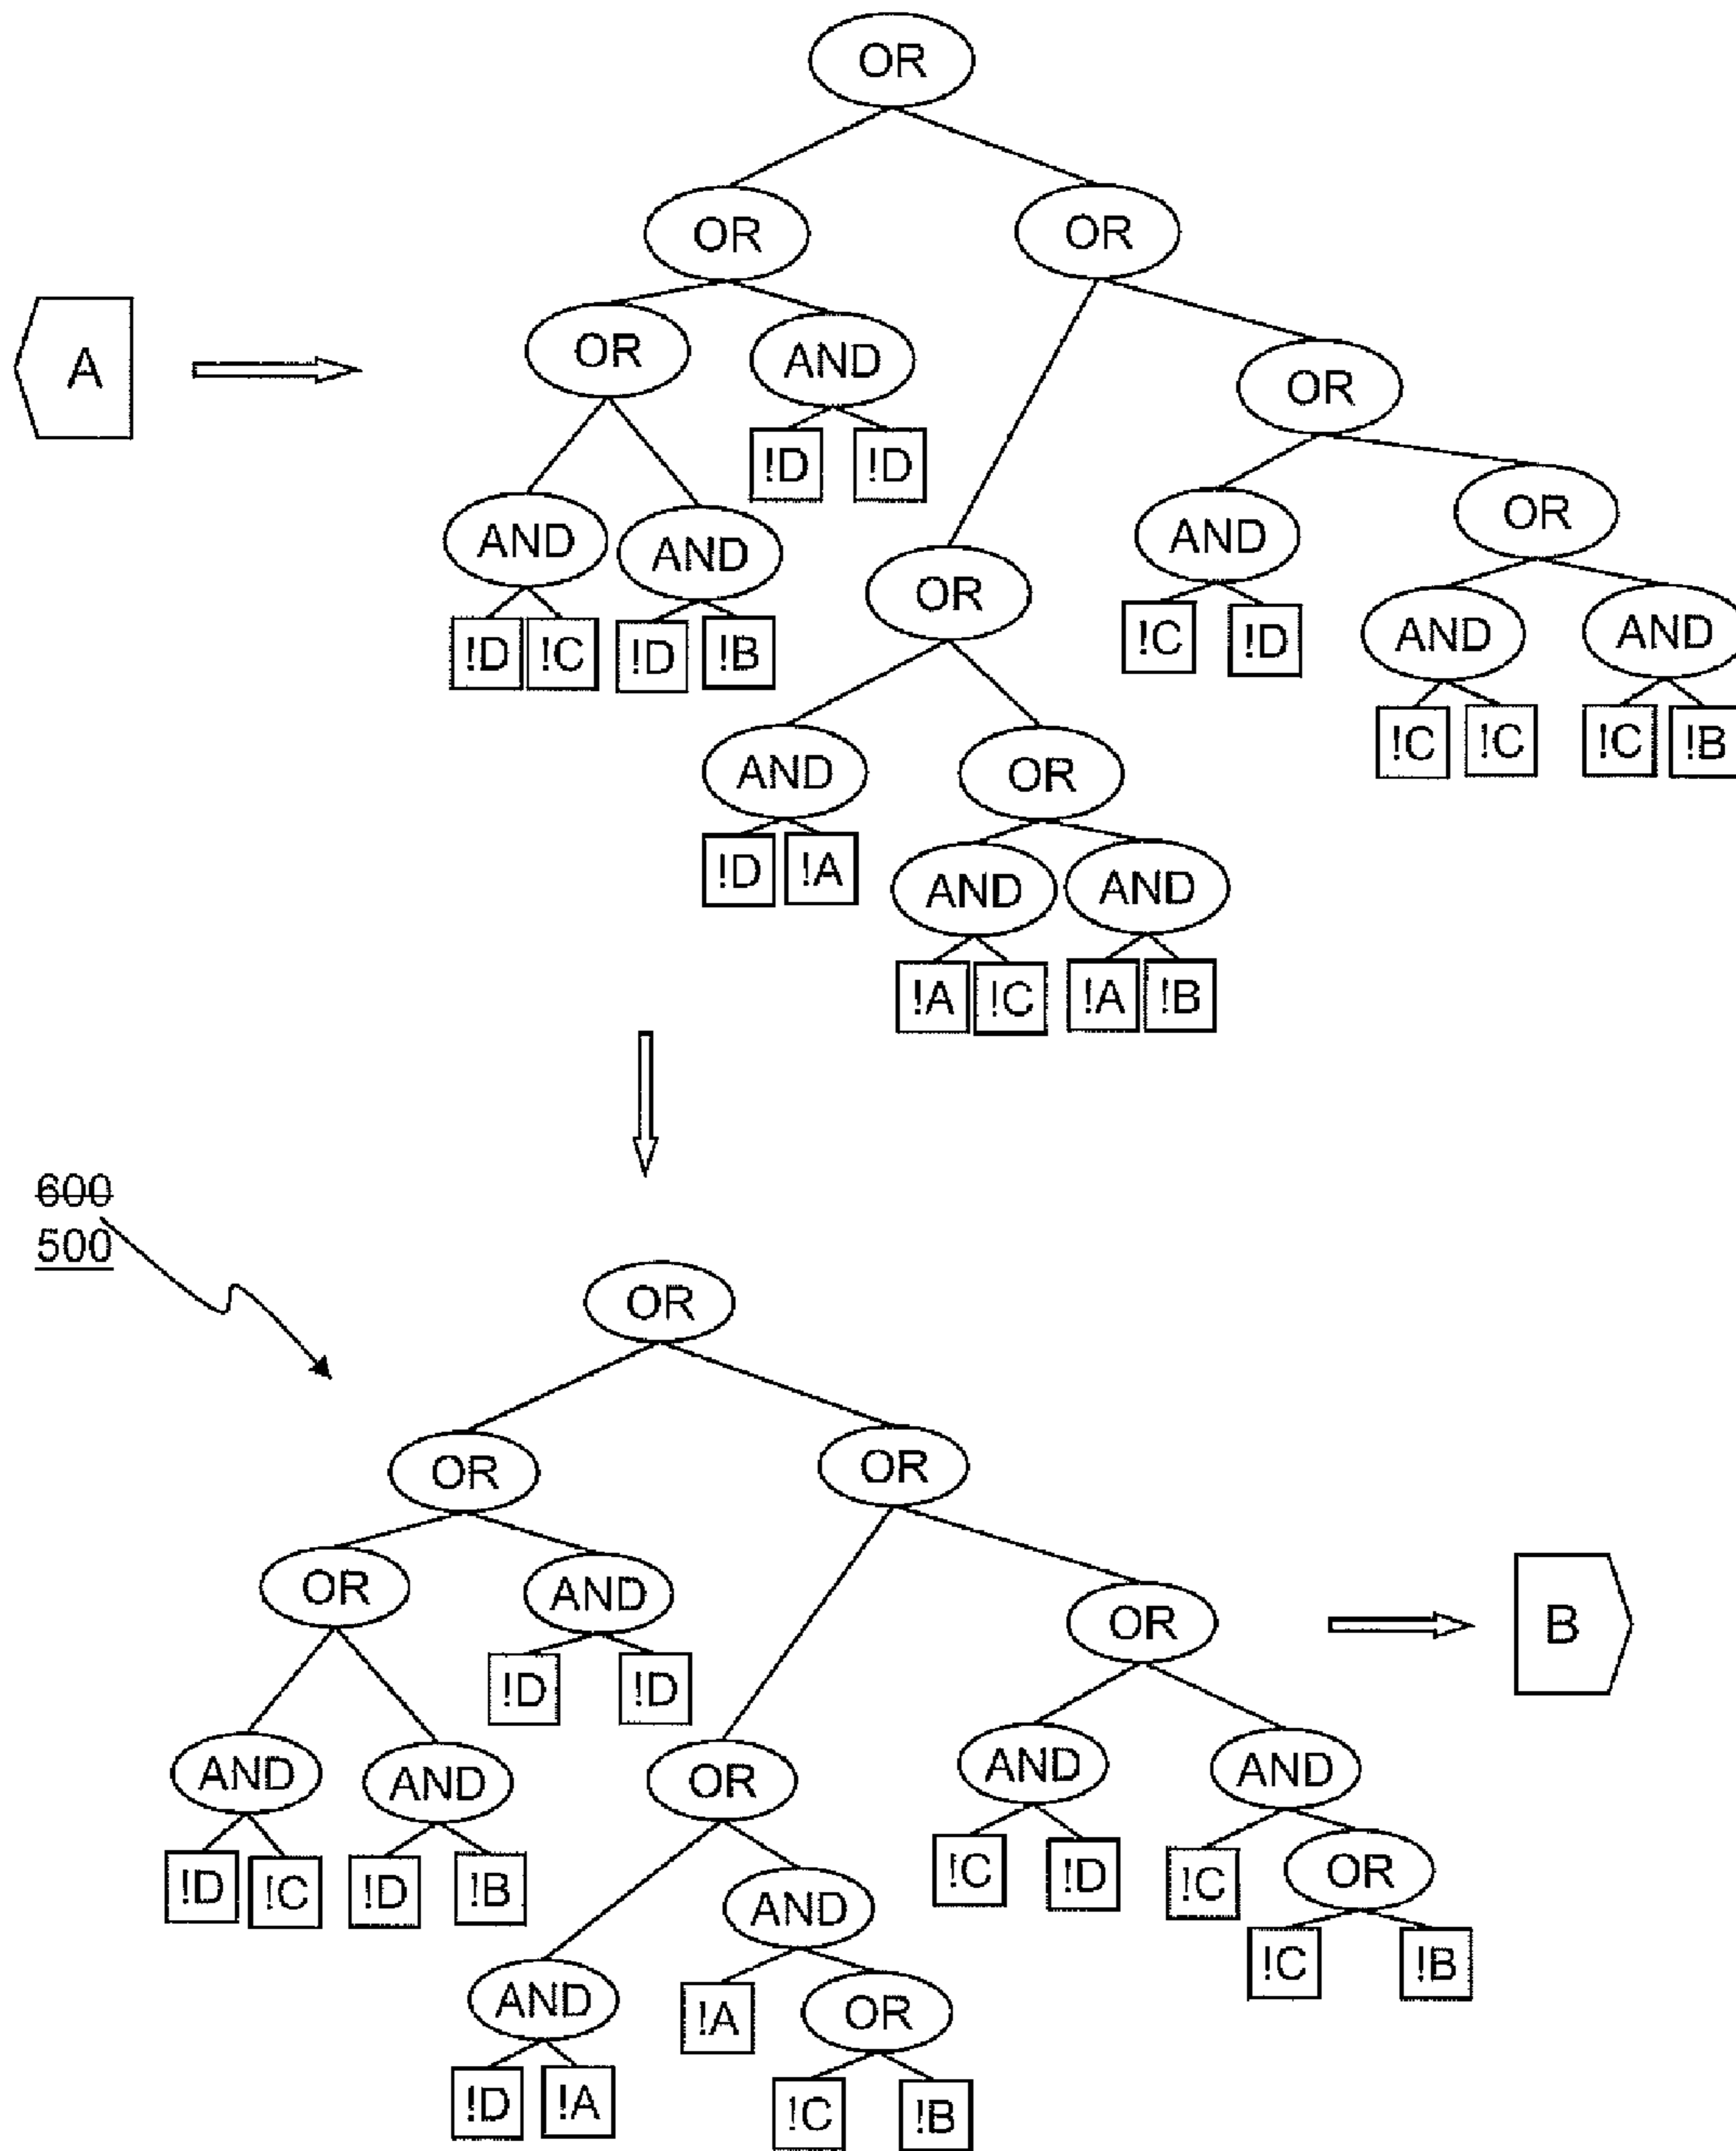 OR
OR OR
A OR AND OR
!D !D
AND AND AND OR
OR
!D !C !D !B !C !D AND AND
!C !C !C !B
AND OR
!D !A AND AND
!A !C !A !B
600
500
OR
OR OR
OR AND OR B
!D !D
AND AND OR AND AND
!D !C !D !B !C !D !C OR
AND !C !B
AND !A OR
!D !A !C !B